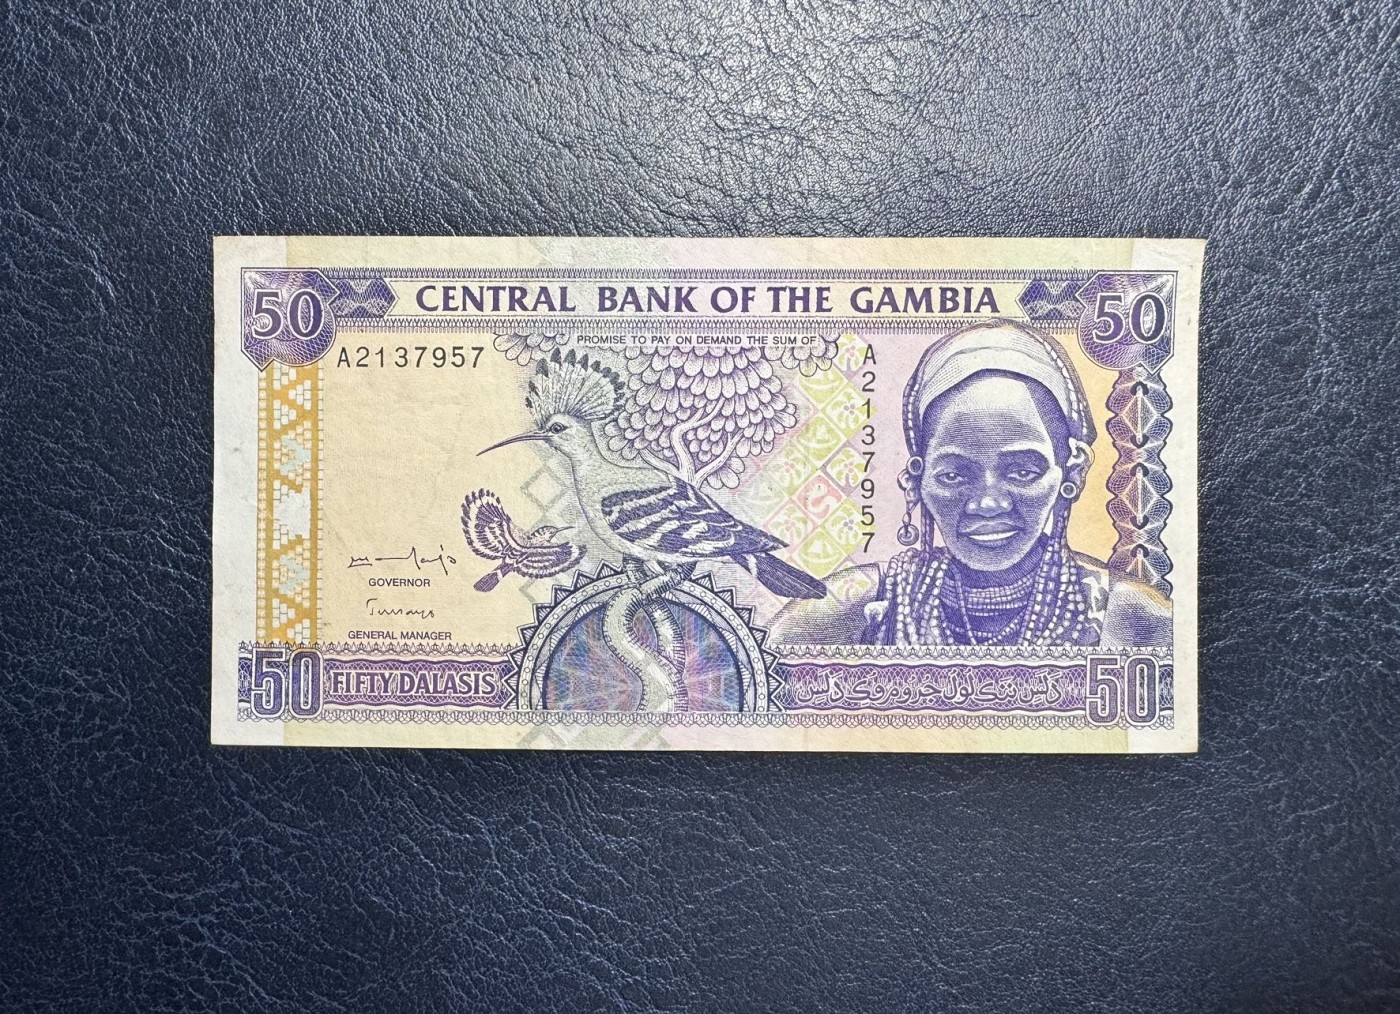 50 CENTRAL BANK OF THE GAMBIA 50
PROMISE TO PAY ON DEMAND THE SUM OF
A2137957
A2137957
GOVERNOR
GENERAL MANAGER
50 FIFTY DALASIS 50